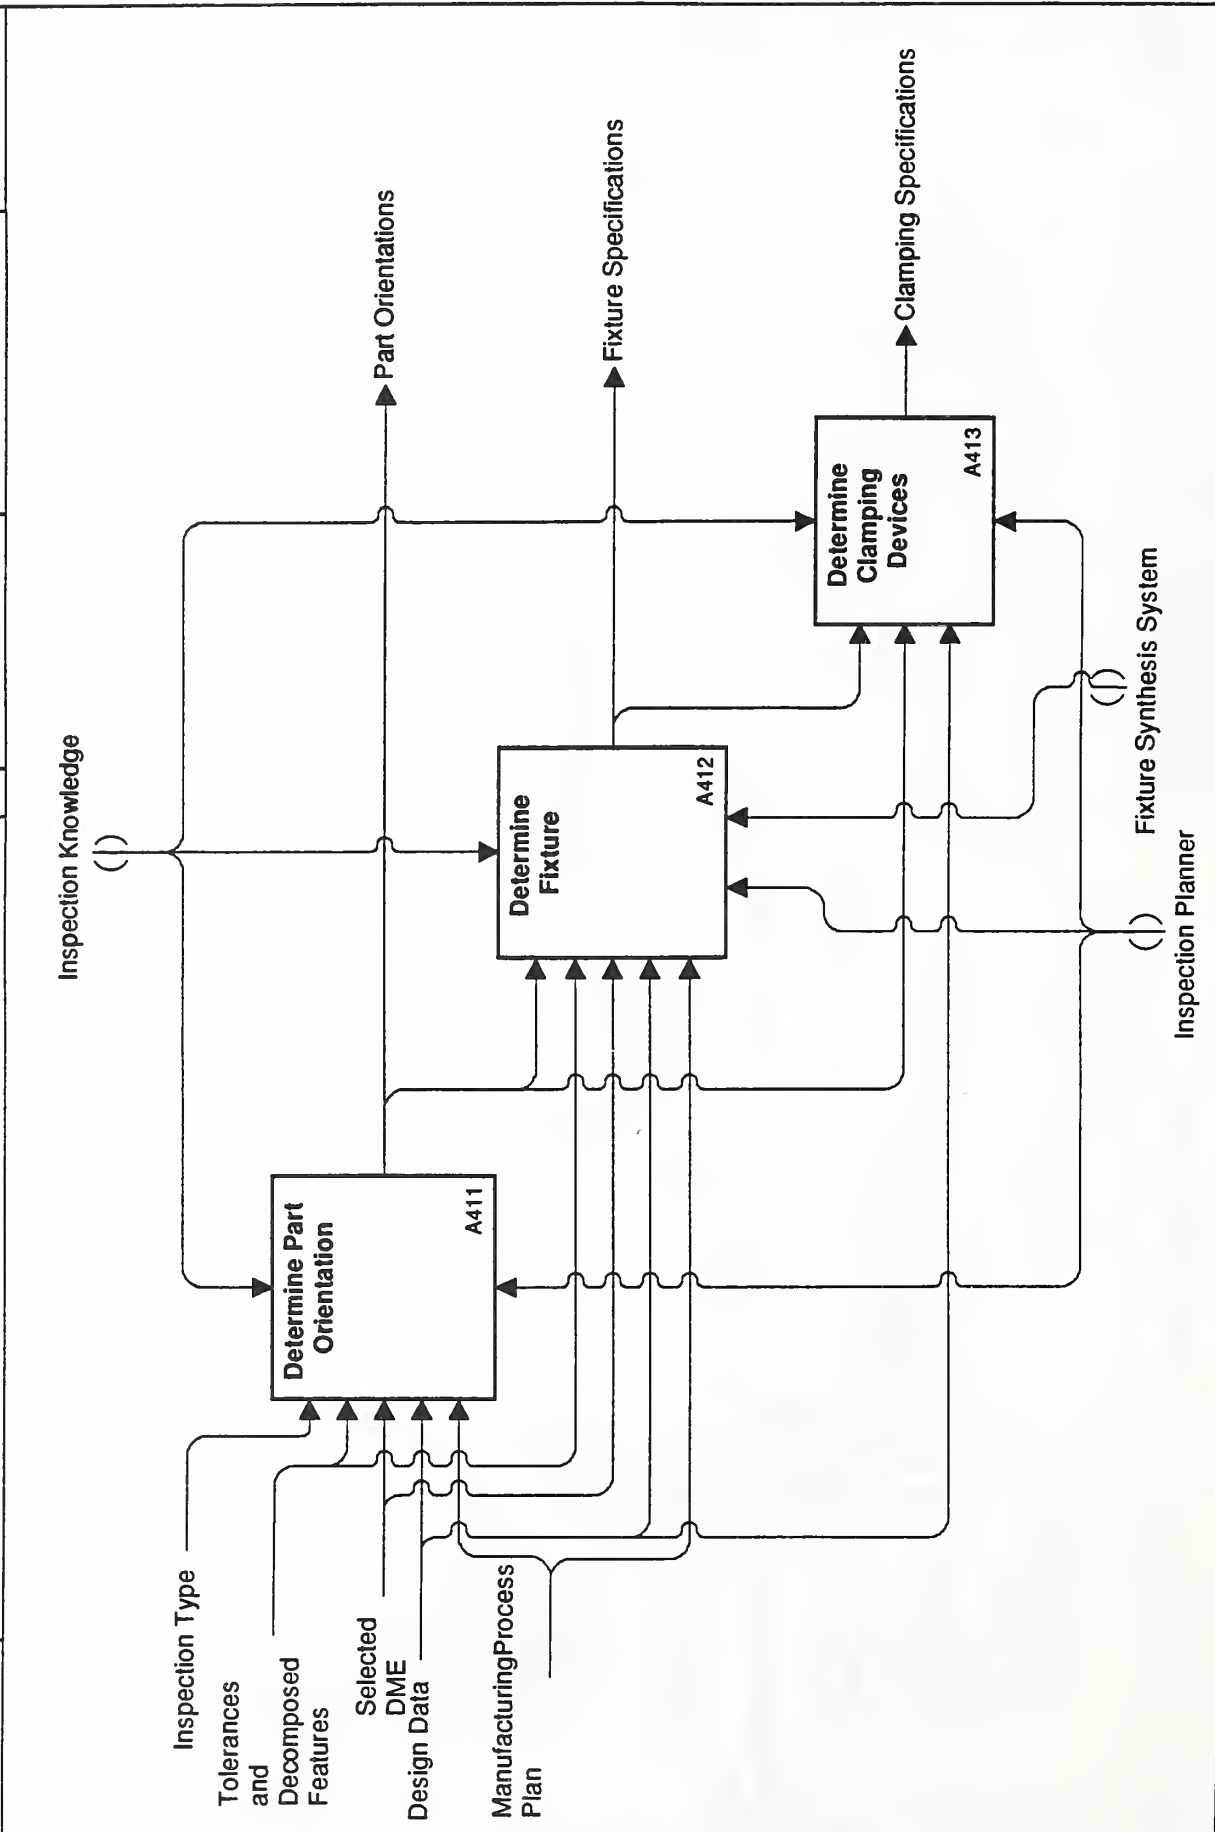 Inspection Knowledge
Inspection Type
Tolerances
and
Decomposed
Features
Selected
DME
Design Data
ManufacturingProcess
Plan
Determine Part
Orientation
A411
Part Orientations
Determine
Fixture
A412
Fixture Specifications
Determine
Clamping
Devices
A413
Clamping Specifications
Fixture Synthesis System
Inspection Planner